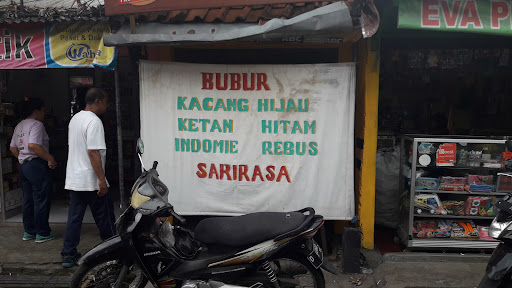 EVA
BUBUR
KACANG HIJAU
KETAN HITAM
INDOMIE REBUS
SARIRASA